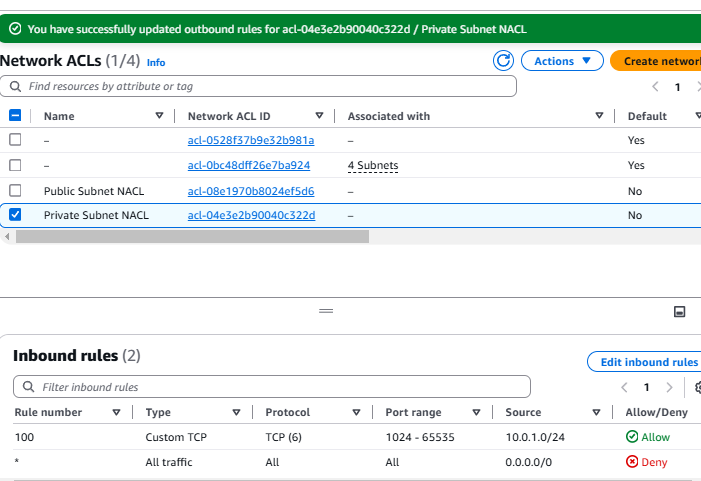 You have successfully updated outbound rules for acl-04e3e2b90040c322d / Private Subnet NACL
Network ACLs (1/4) Info
Actions
Create network
Find resources by attribute or tag
1
Name Network ACL ID Associated with Default
– acl-0528f37b9e32b981a – Yes
– acl-0bc48dff26e7ba924 4 Subnets Yes
Public Subnet NACL acl-08e1970b8024ef5d6 – No
Private Subnet NACL acl-04e3e2b90040c322d – No
Inbound rules (2)
Edit inbound rules
Filter inbound rules
1
Rule number Type Protocol Port range Source Allow/Deny
100 Custom TCP TCP (6) 1024 - 65535 10.0.1.0/24 Allow
* All traffic All All 0.0.0.0/0 Deny